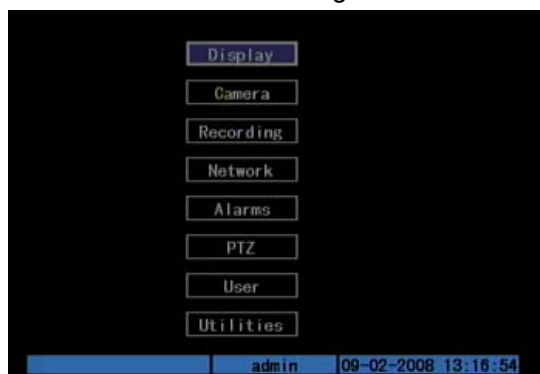 Display
Camera
Recording
Network
Alarms
PTZ
User
Utilities
admin 09-02-2008 13:16:54